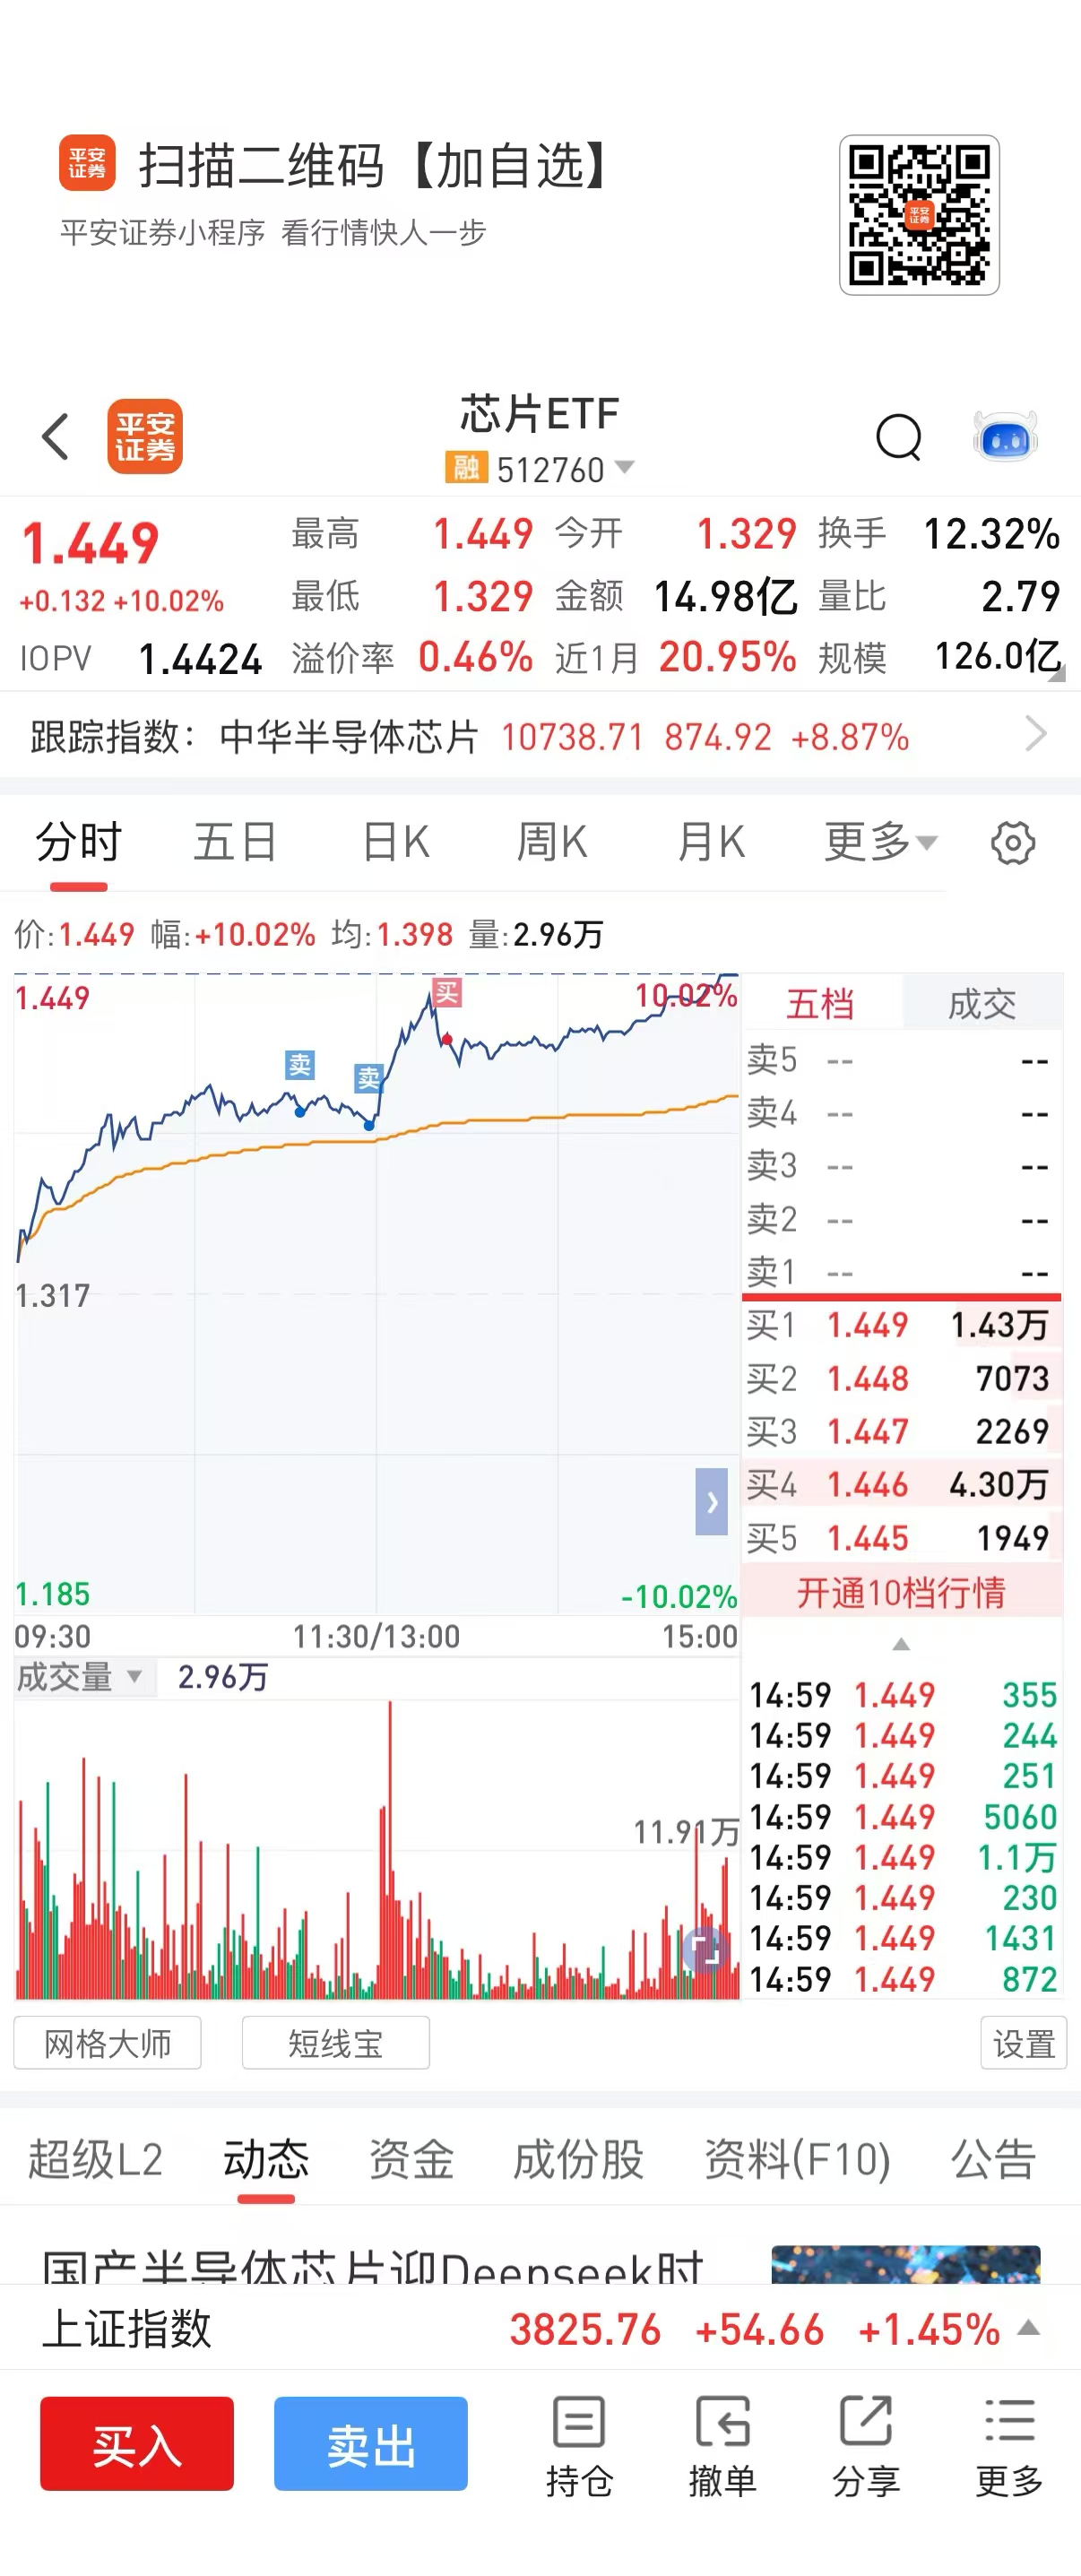 平安证券
扫描二维码【加自选】
平安证券小程序 看行情快人一步
平安证券
平安证券
芯片ETF
融 512760
1.449 最高 1.449 今开 1.329 换手 12.32%
+0.132 +10.02% 最低 1.329 金额 14.98亿 量比 2.79
IOPV 1.4424 溢价率 0.46% 近1月 20.95% 规模 126.0亿
跟踪指数：中华半导体芯片 10738.71 874.92 +8.87%
分时 五日 日K 周K 月K 更多
价:1.449 幅:+10.02% 均:1.398 量:2.96万
1.449 买 10.02%
卖
卖
1.317
1.185 -10.02%
09:30 11:30/13:00 15:00
成交量 2.96万
11.91万
五档 成交
卖5 -- --
卖4 -- --
卖3 -- --
卖2 -- --
卖1 -- --
买1 1.449 1.43万
买2 1.448 7073
买3 1.447 2269
买4 1.446 4.30万
买5 1.445 1949
开通10档行情
14:59 1.449 355
14:59 1.449 244
14:59 1.449 251
14:59 1.449 5060
14:59 1.449 1.1万
14:59 1.449 230
14:59 1.449 1431
14:59 1.449 872
网格大师 短线宝 设置
超级L2 动态 资金 成份股 资料(F10) 公告
国产半导体芯片迎Deepseek时
上证指数 3825.76 +54.66 +1.45%
买入 卖出 持仓 撤单 分享 更多